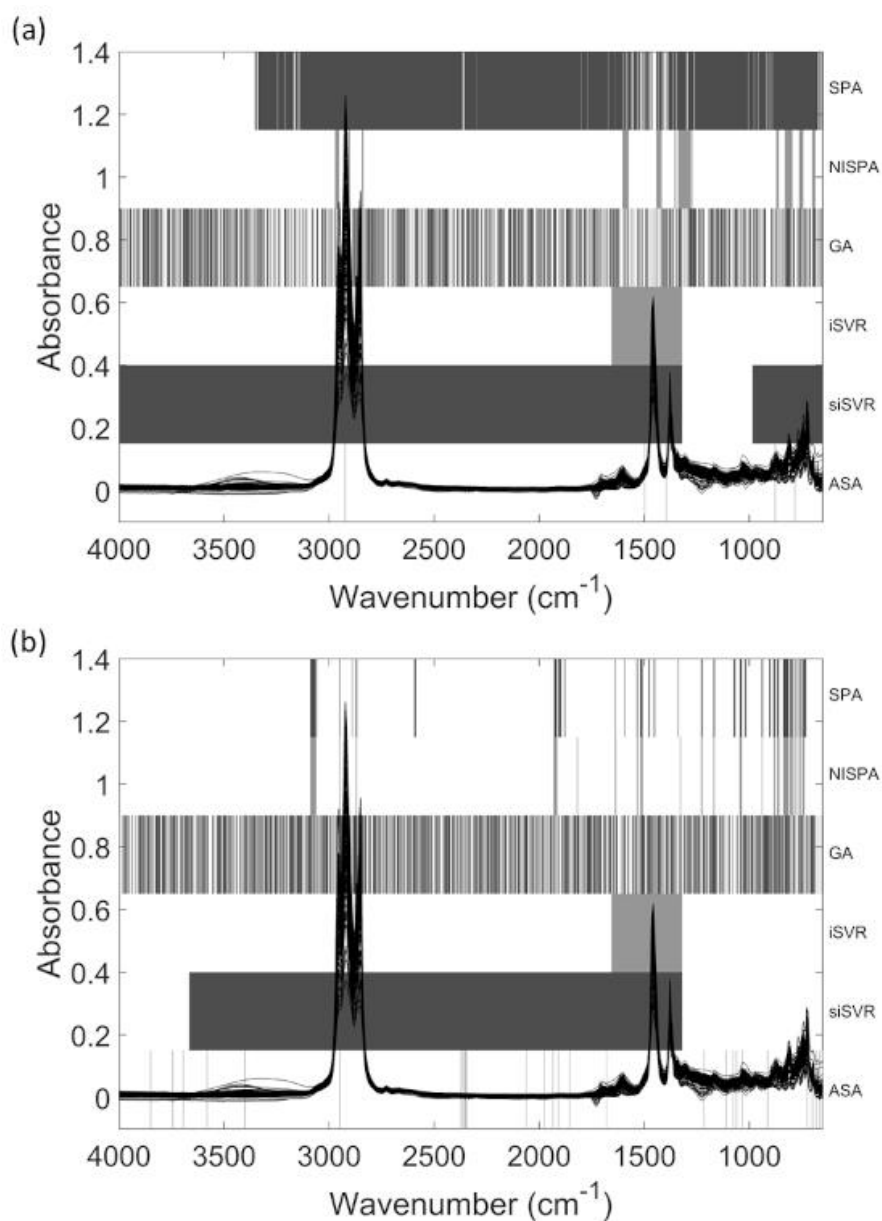 (a)
1.4
1.2
1
0.8
0.6
0.4
0.2
0
Absorbance
SPA
NISPA
GA
iSVR
siSVR
ASA
4000 3500 3000 2500 2000 1500 1000
Wavenumber (cm-1)
(b)
1.4
1.2
1
0.8
0.6
0.4
0.2
0
Absorbance
SPA
NISPA
GA
iSVR
siSVR
ASA
4000 3500 3000 2500 2000 1500 1000
Wavenumber (cm-1)